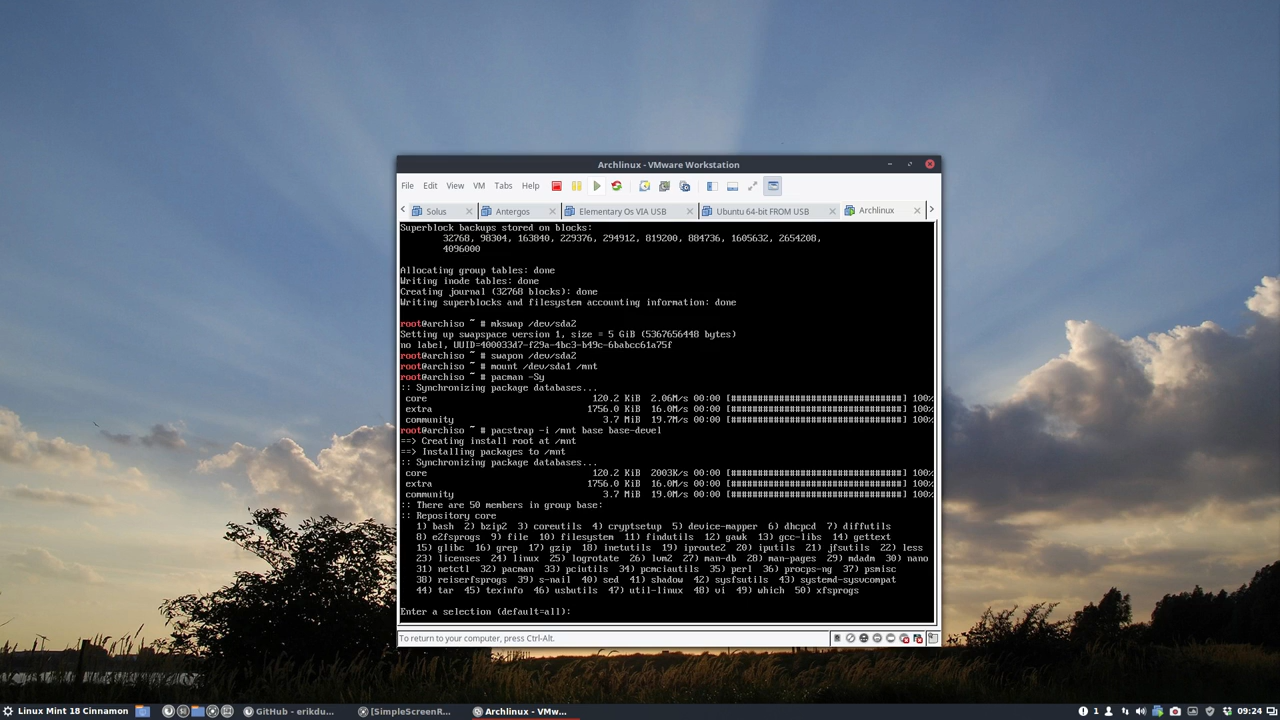 Archlinux - VMware Workstation
File Edit View VM Tabs Help
Solus Antergos Elementary Os VIA USB Ubuntu 64-bit FROM USB Archlinux
Superblock backups stored on blocks:
32768, 98304, 163840, 229376, 294912, 819200, 884736, 1605632, 2654208,
4096000
Allocating group tables: done
Writing inode tables: done
Creating journal (32768 blocks): done
Writing superblocks and filesystem accounting information: done
root@archiso ~ # mkswap /dev/sda2
Setting up swapspace version 1, size = 5 GiB (5367656448 bytes)
no label, UUID=400033d7-f29a-4bc3-b49c-6babcc61a75f
root@archiso ~ # swapon /dev/sda2
root@archiso ~ # mount /dev/sda1 /mnt
root@archiso ~ # pacman -Sy
:: Synchronizing package databases...
core 120.2 KiB 2.06M/s 00:00 [################################] 100%
extra 1756.0 KiB 16.0M/s 00:00 [################################] 100%
community 3.7 MiB 19.7M/s 00:00 [################################] 100%
root@archiso ~ # pacstrap -i /mnt base base-devel
==> Creating install root at /mnt
==> Installing packages to /mnt
:: Synchronizing package databases...
core 120.2 KiB 2003K/s 00:00 [################################] 100%
extra 1756.0 KiB 16.0M/s 00:00 [################################] 100%
community 3.7 MiB 19.0M/s 00:00 [################################] 100%
:: There are 50 members in group base:
:: Repository core
1) bash 2) bzip2 3) coreutils 4) cryptsetup 5) device-mapper 6) dhcpcd 7) diffutils
8) e2fsprogs 9) file 10) filesystem 11) findutils 12) gawk 13) gcc-libs 14) gettext
15) glibc 16) grep 17) gzip 18) inetutils 19) iproute2 20) iputils 21) jfsutils 22) less
23) licenses 24) linux 25) logrotate 26) lvm2 27) man-db 28) man-pages 29) mdadm 30) nano
31) netctl 32) pacman 33) pciutils 34) pcmciautils 35) perl 36) procps-ng 37) psmisc
38) reiserfsprogs 39) s-nail 40) sed 41) shadow 42) sysfsutils 43) systemd-sysvcompat
44) tar 45) texinfo 46) usbutils 47) util-linux 48) vi 49) which 50) xfsprogs
Enter a selection (default=all):
To return to your computer, press Ctrl-Alt.
Linux Mint 18 Cinnamon GitHub - erikdu... [SimpleScreenR... Archlinux - VMw... 1 09:24